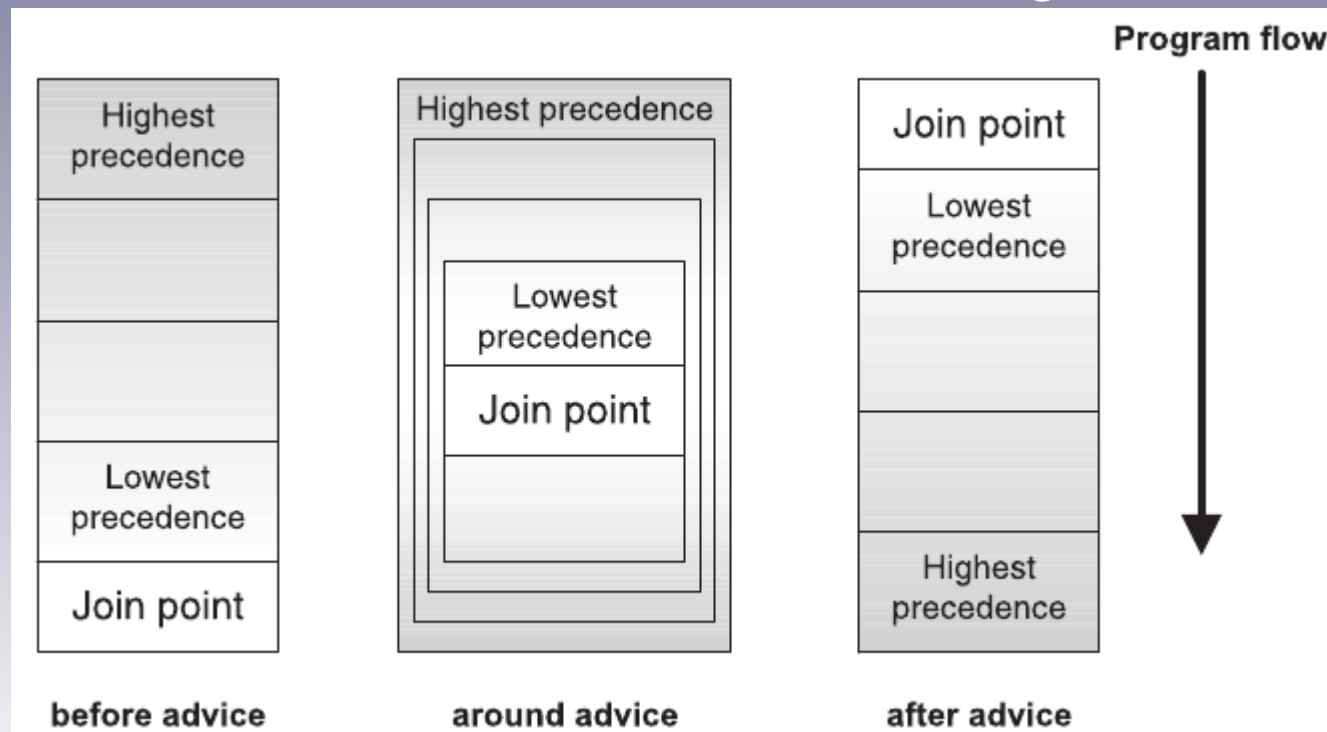 Program flow
Highest
precedence
Lowest
precedence
Join point
before advice
Highest precedence
Lowest
precedence
Join point
around advice
Join point
Lowest
precedence
Highest
precedence
after advice